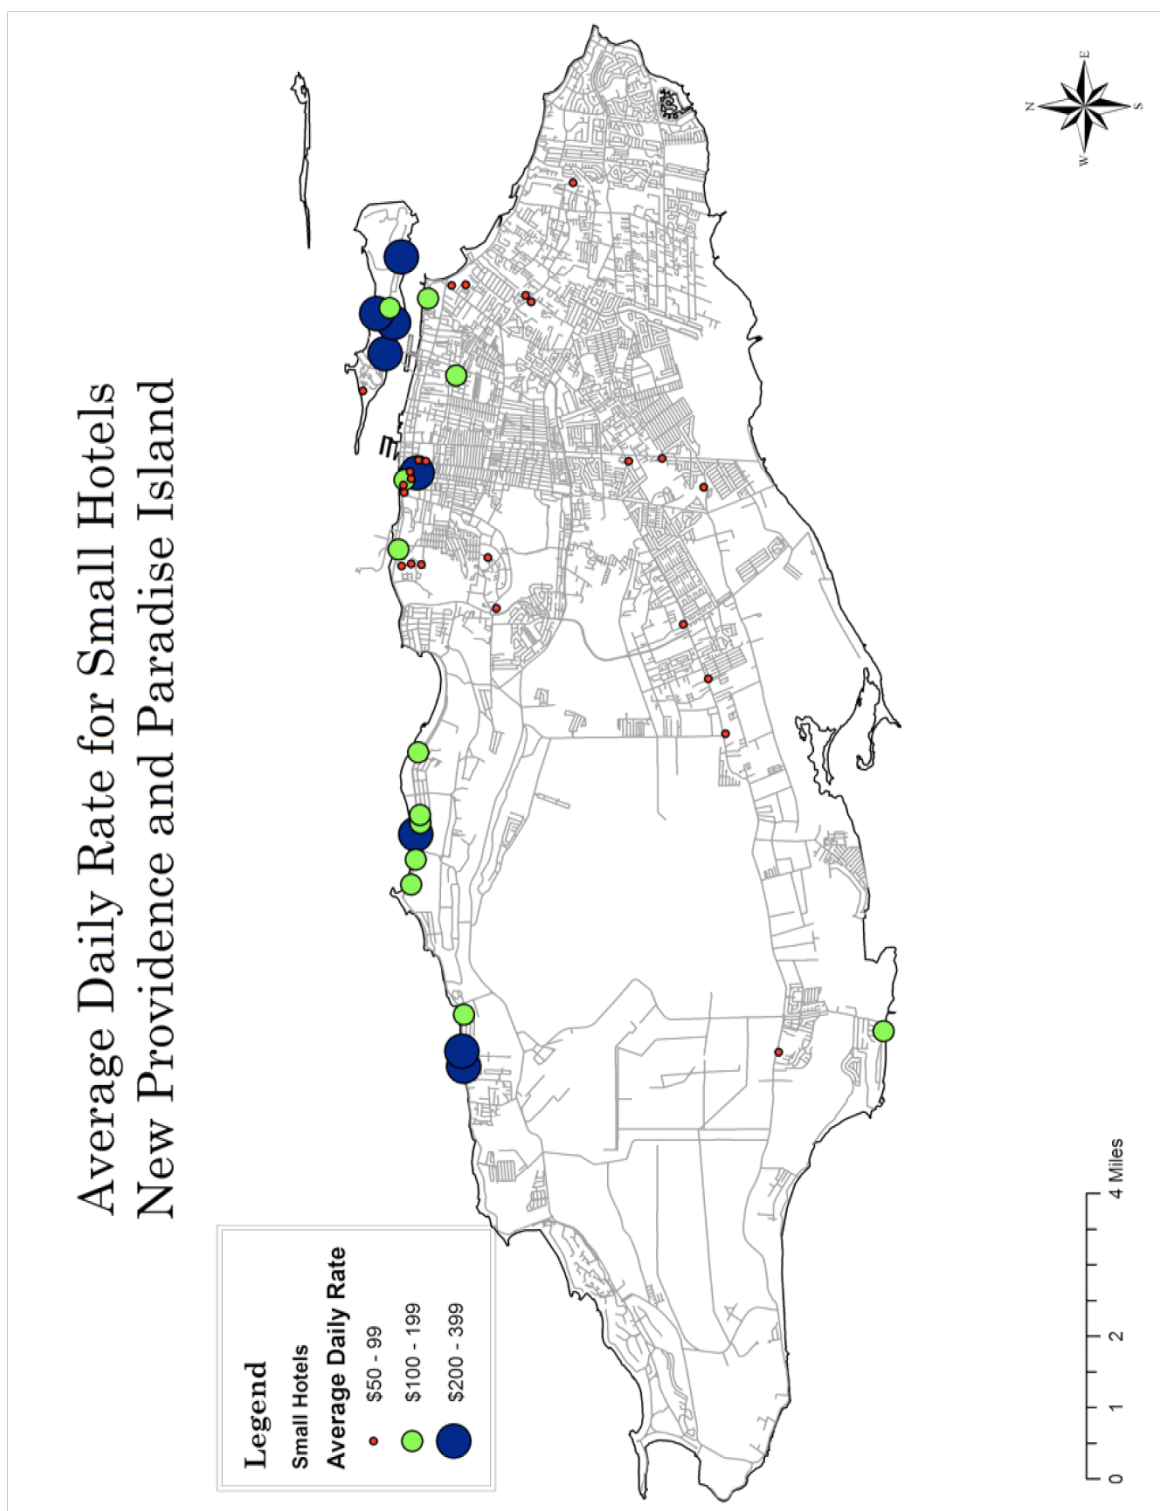 Average Daily Rate for Small Hotels
New Providence and Paradise Island
N
E
S
W
Legend
Small Hotels
Average Daily Rate
$50 - 99
$100 - 199
$200 - 399
0 1 2 4 Miles